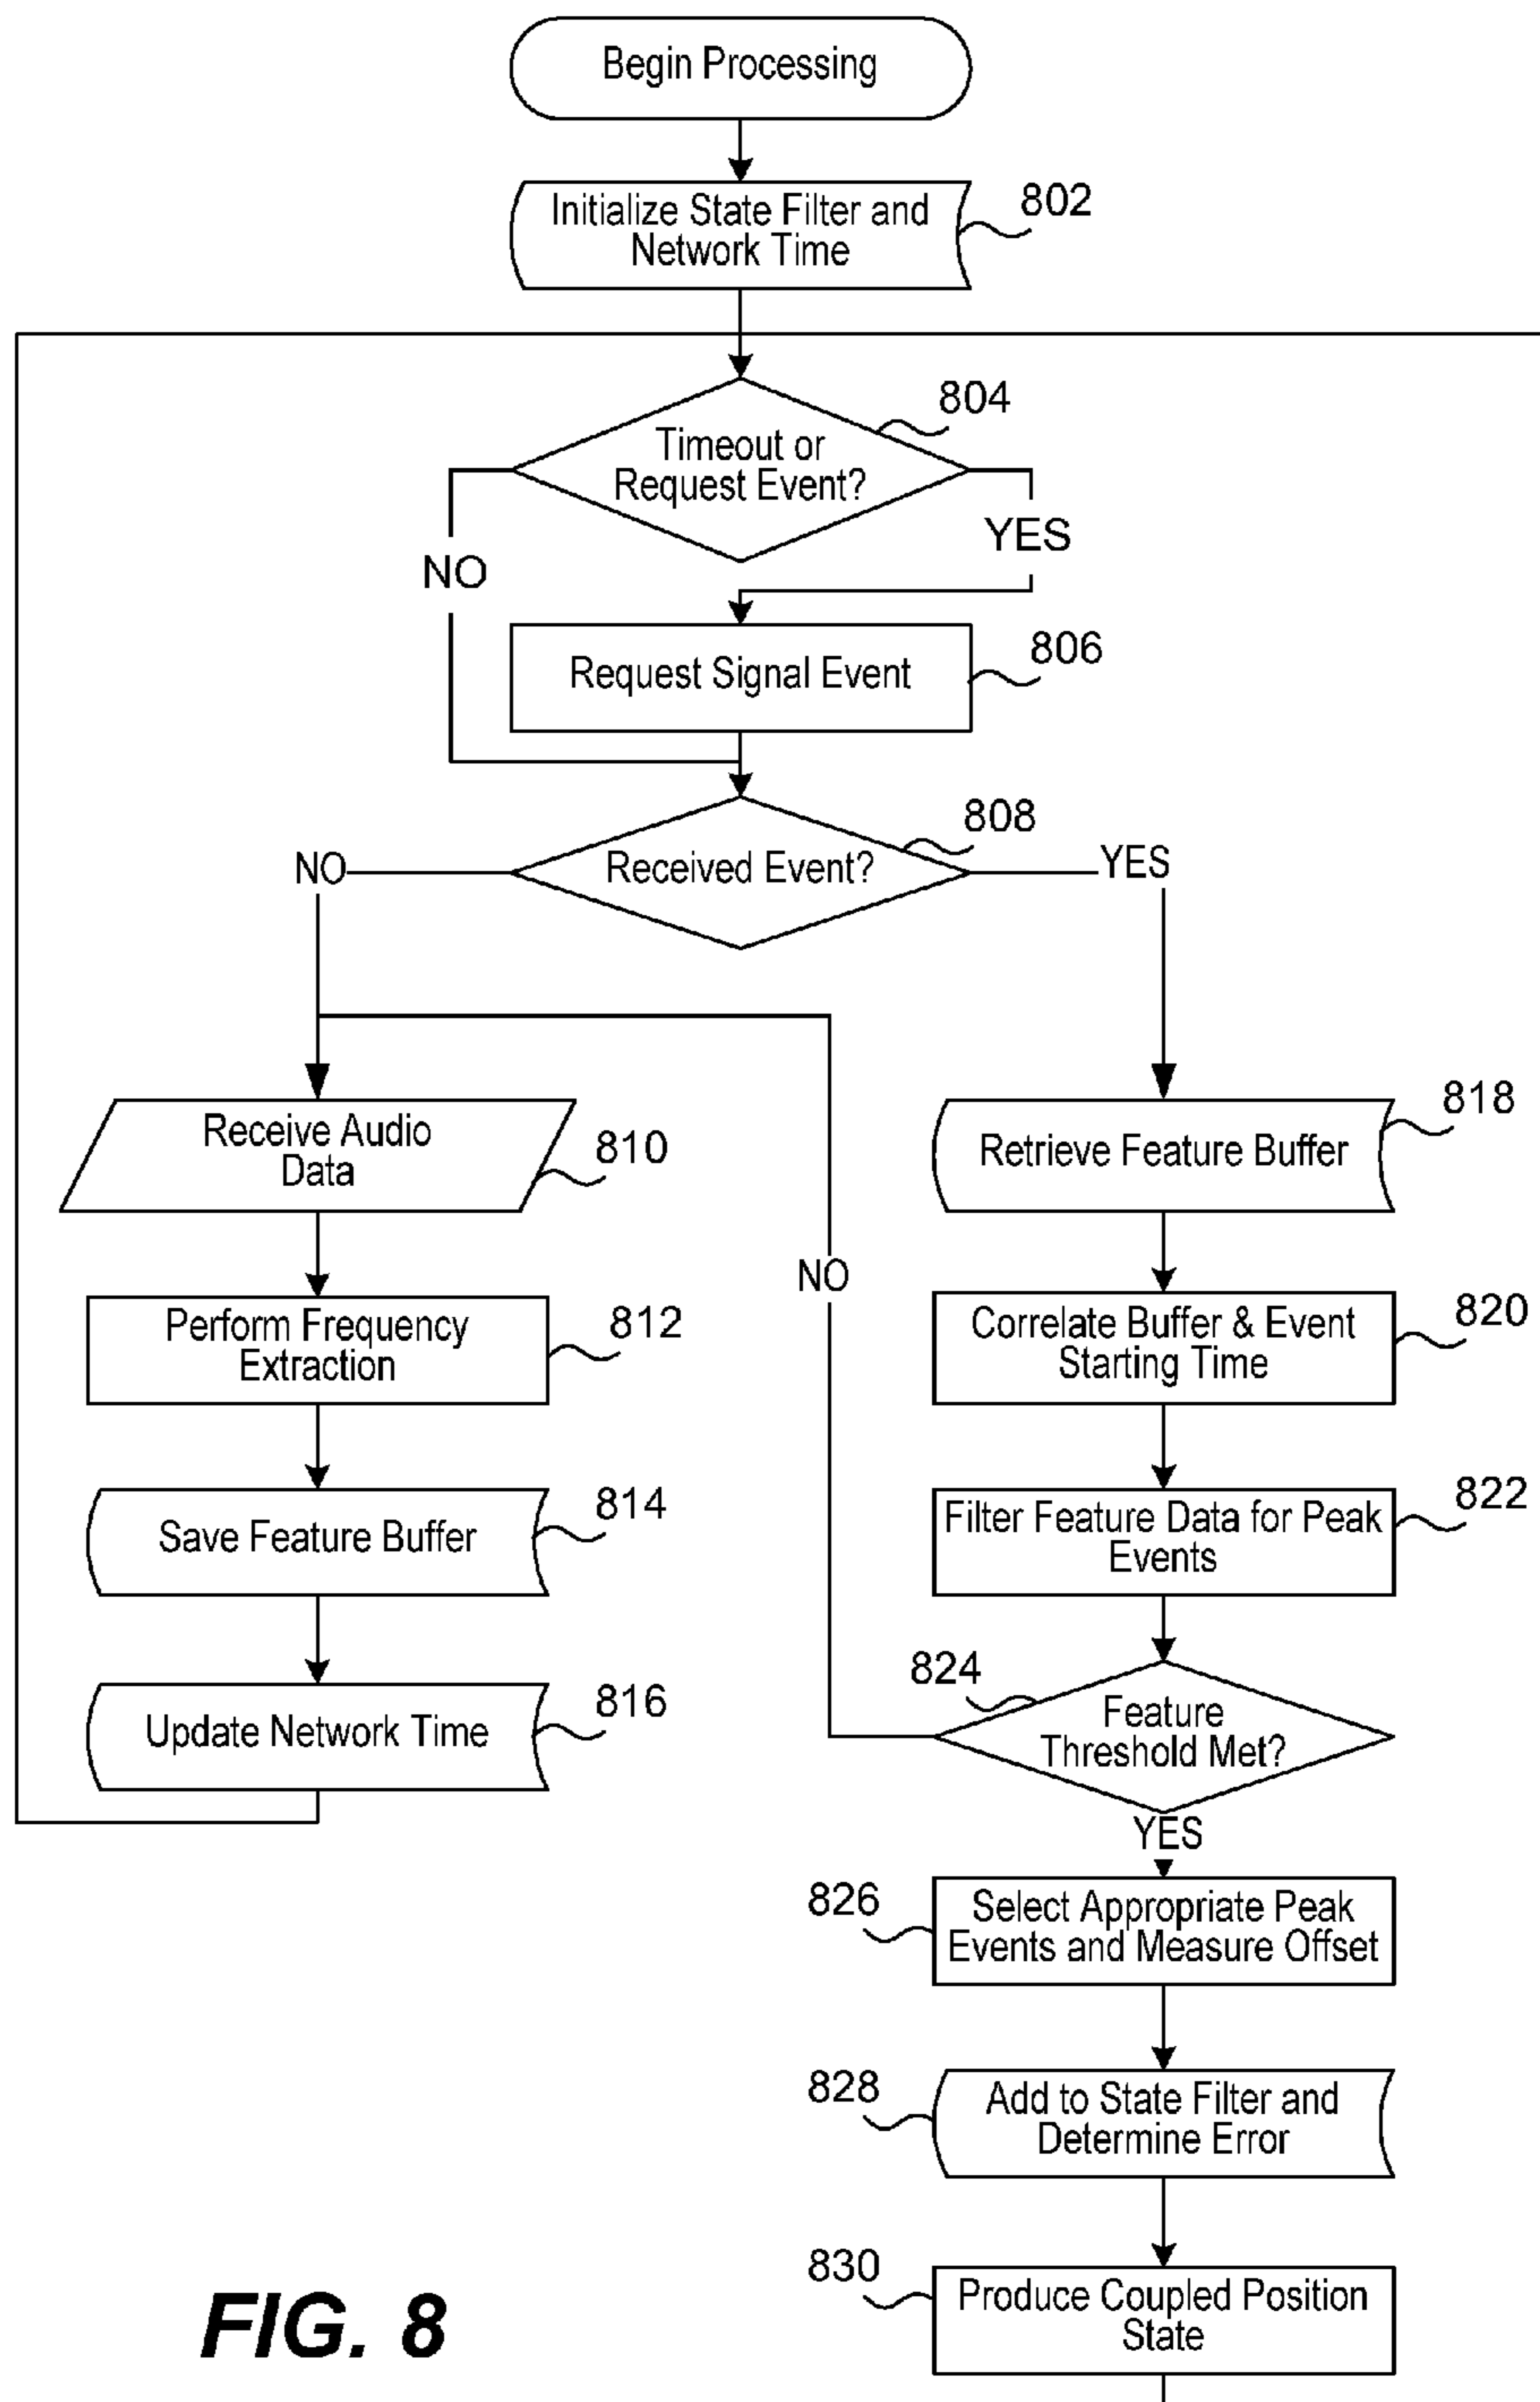 Begin Processing
Initialize State Filter and
Network Time
802
804
Timeout or
Request Event?
YES
NO
Request Signal Event
806
808
Received Event?
NO
YES
Receive Audio
Data
810
818
Retrieve Feature Buffer
NO
Perform Frequency
Extraction
812
820
Correlate Buffer & Event
Starting Time
Save Feature Buffer
814
822
Filter Feature Data for Peak
Events
Update Network Time
816
824
Feature
Threshold Met?
YES
826
Select Appropriate Peak
Events and Measure Offset
828
Add to State Filter and
Determine Error
830
Produce Coupled Position
State
FIG. 8